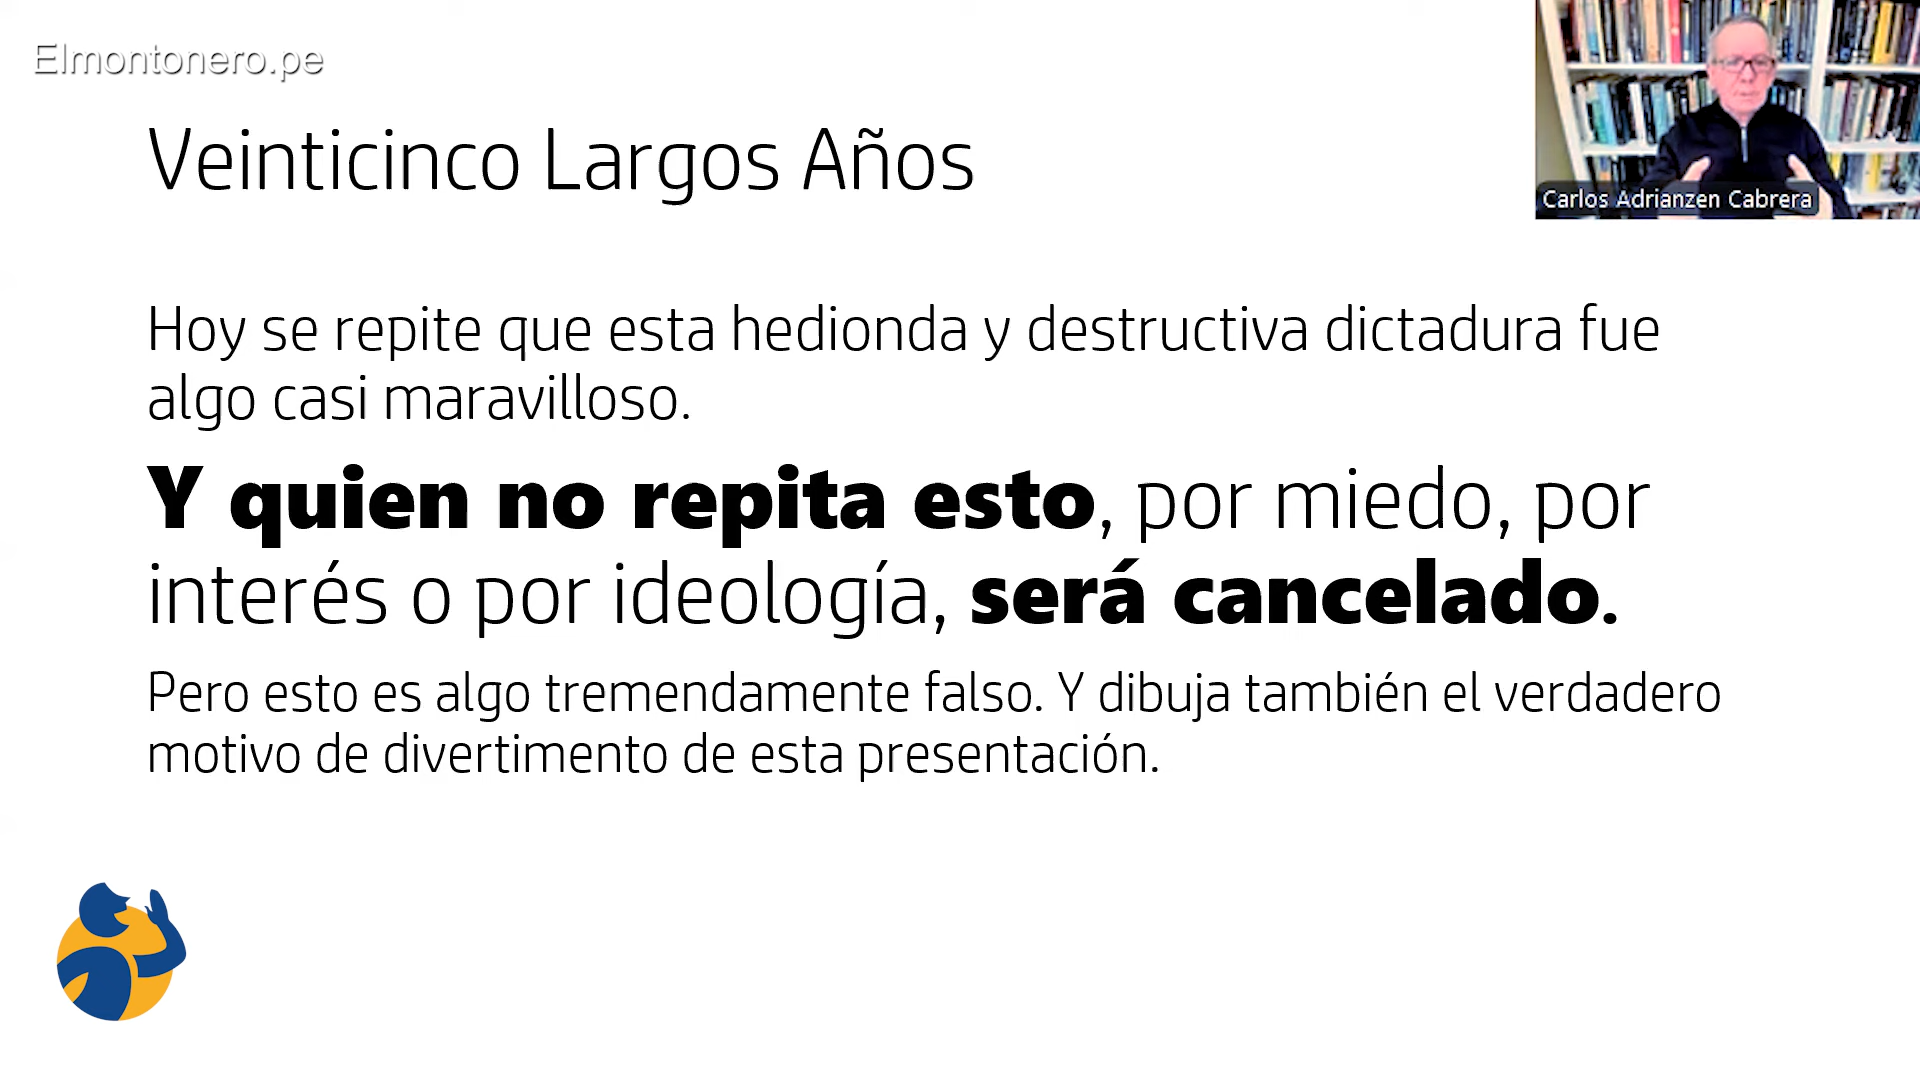 Elmontonero.pe
Carlos Adrianzen Cabrera
Veinticinco Largos Años
Hoy se repite que esta hedionda y destructiva dictadura fue
algo casi maravilloso.
Y quien no repita esto, por miedo, por
interés o por ideología, será cancelado.
Pero esto es algo tremendamente falso. Y dibuja también el verdadero
motivo de divertimento de esta presentación.